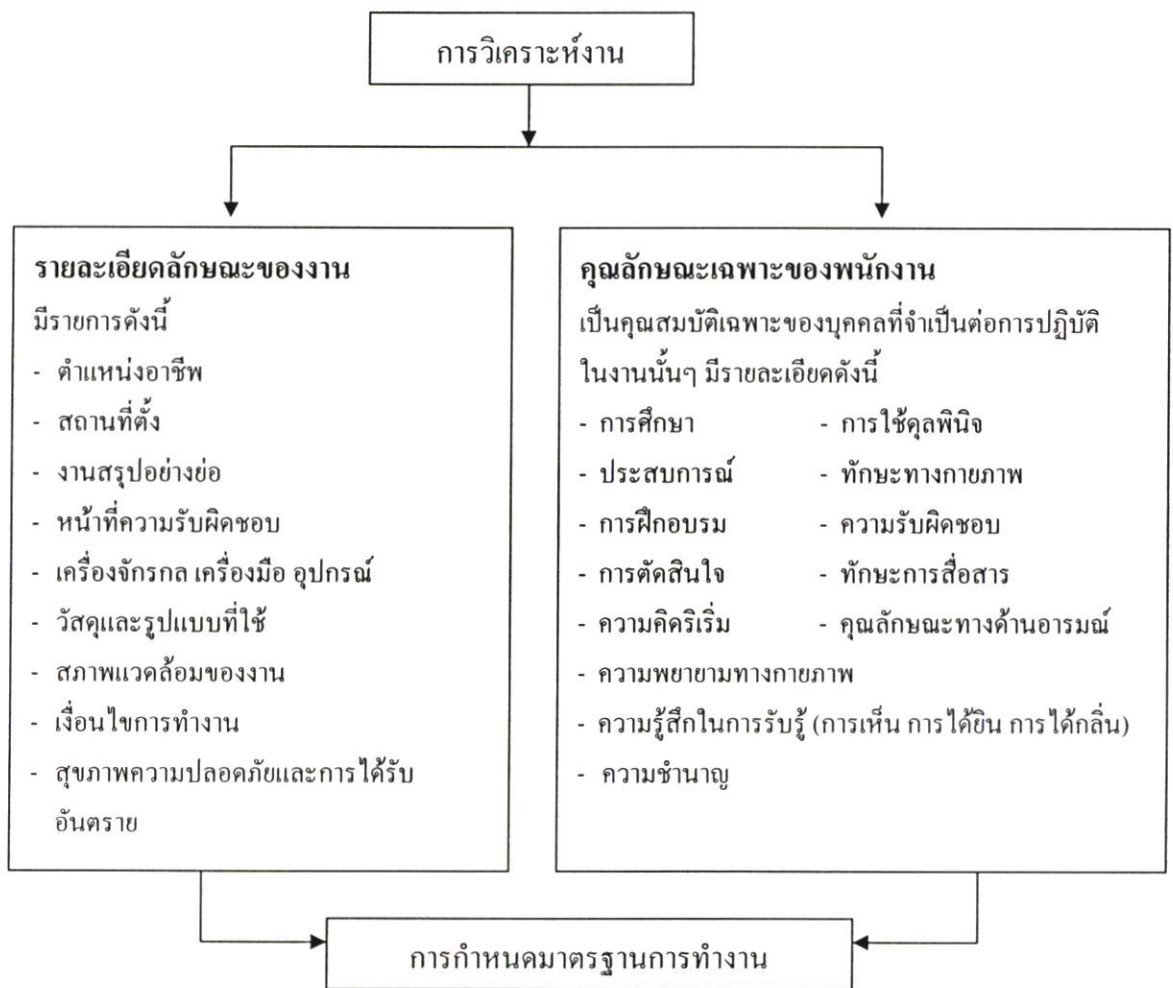 การวิเคราะห์งาน
รายละเอียดลักษณะของงาน
มีรายการดังนี้
- ตำแหน่งอาชีพ
- สถานที่ตั้ง
- งานสรุปอย่างย่อ
- หน้าที่ความรับผิดชอบ
- เครื่องจักรกล เครื่องมือ อุปกรณ์
- วัสดุและรูปแบบที่ใช้
- สภาพแวดล้อมของงาน
- เงื่อนไขการทำงาน
- สุขภาพความปลอดภัยและการได้รับ
อันตราย
คุณลักษณะเฉพาะของพนักงาน
เป็นคุณสมบัติเฉพาะของบุคคลที่จำเป็นต่อการปฏิบัติ
ในงานนั้นๆ มีรายละเอียดดังนี้
- การศึกษา - การใช้ดุลพินิจ
- ประสบการณ์ - ทักษะทางกายภาพ
- การฝึกอบรม - ความรับผิดชอบ
- การตัดสินใจ - ทักษะการสื่อสาร
- ความคิดริเริ่ม - คุณลักษณะทางด้านอารมณ์
- ความพยายามทางกายภาพ
- ความรู้สึกในการรับรู้ (การเห็น การได้ยิน การได้กลิ่น)
- ความชำนาญ
การกำหนดมาตรฐานการทำงาน